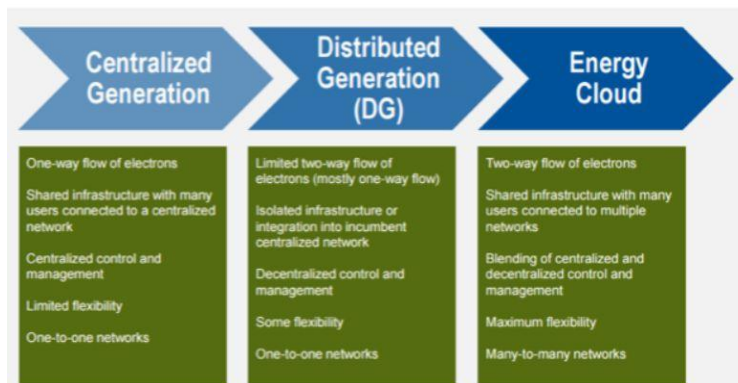 Centralized
Generation
Distributed
Generation
(DG)
Energy
Cloud
One-way flow of electrons
Shared infrastructure with many
users connected to a centralized
network
Centralized control and
management
Limited flexibility
One-to-one networks
Limited two-way flow of
electrons (mostly one-way flow)
Isolated infrastructure or
integration into incumbent
centralized network
Decentralized control and
management
Some flexibility
One-to-one networks
Two-way flow of electrons
Shared infrastructure with many
users connected to multiple
networks
Blending of centralized and
decentralized control and
management
Maximum flexibility
Many-to-many networks